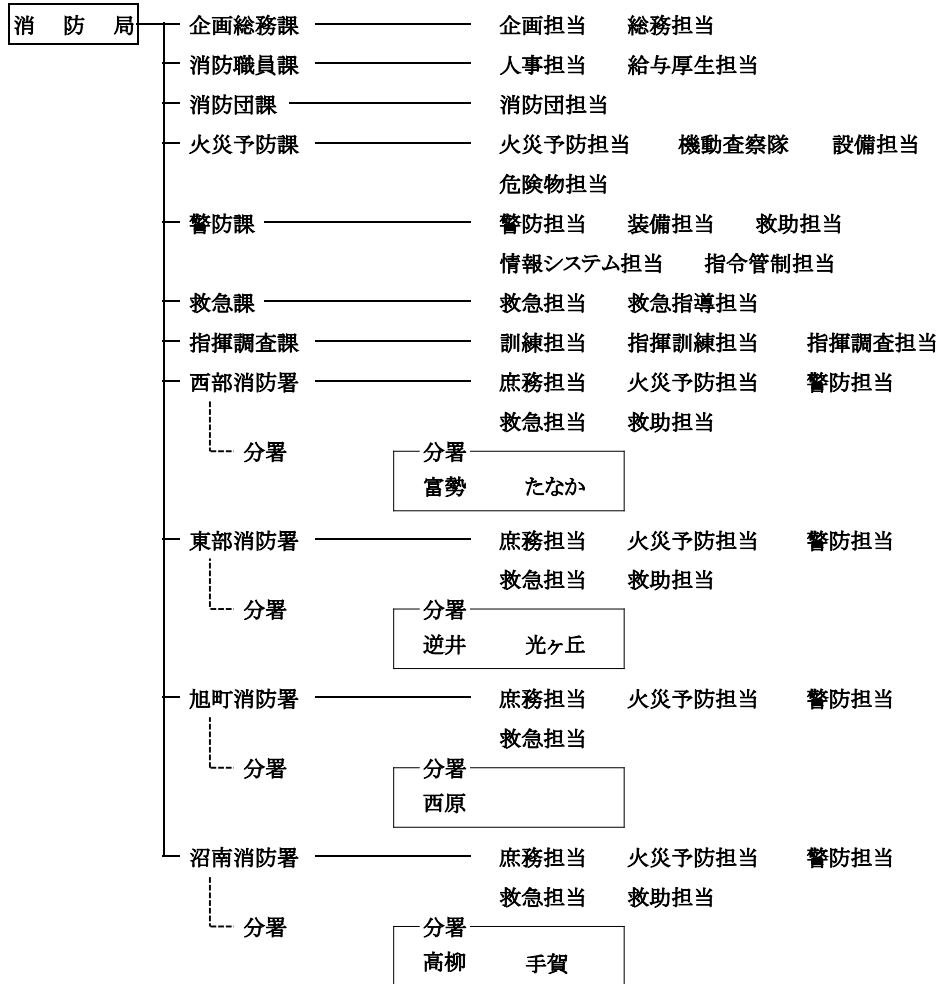 消防局 企画総務課 企画担当 総務担当
消防職員課 人事担当 給与厚生担当
消防団課 消防団担当
火災予防課 火災予防担当 機動査察隊 設備担当
危険物担当
警防課 警防担当 装備担当 救助担当
情報システム担当 指令管制担当
救急課 救急担当 救急指導担当
指揮調査課 訓練担当 指揮訓練担当 指揮調査担当
西部消防署 庶務担当 火災予防担当 警防担当
救急担当 救助担当
分署 分署
富勢 たなか
東部消防署 庶務担当 火災予防担当 警防担当
救急担当 救助担当
分署 分署
逆井 光ヶ丘
旭町消防署 庶務担当 火災予防担当 警防担当
救急担当
分署 分署
西原
沼南消防署 庶務担当 火災予防担当 警防担当
救急担当 救助担当
分署 分署
高柳 手賀